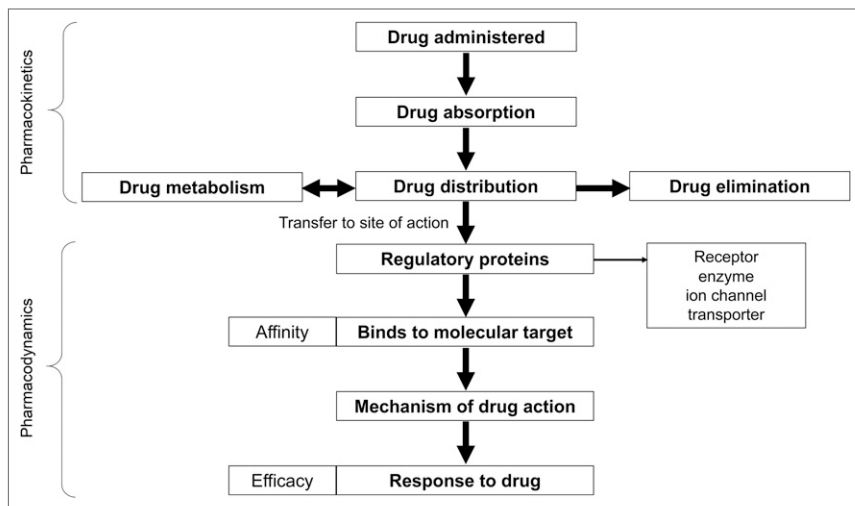 Pharmacokinetics
Drug administered
Drug absorption
Drug metabolism
Drug distribution
Drug elimination
Transfer to site of action
Pharmacodynamics
Regulatory proteins
Receptor
enzyme
ion channel
transporter
Affinity
Binds to molecular target
Mechanism of drug action
Efficacy
Response to drug